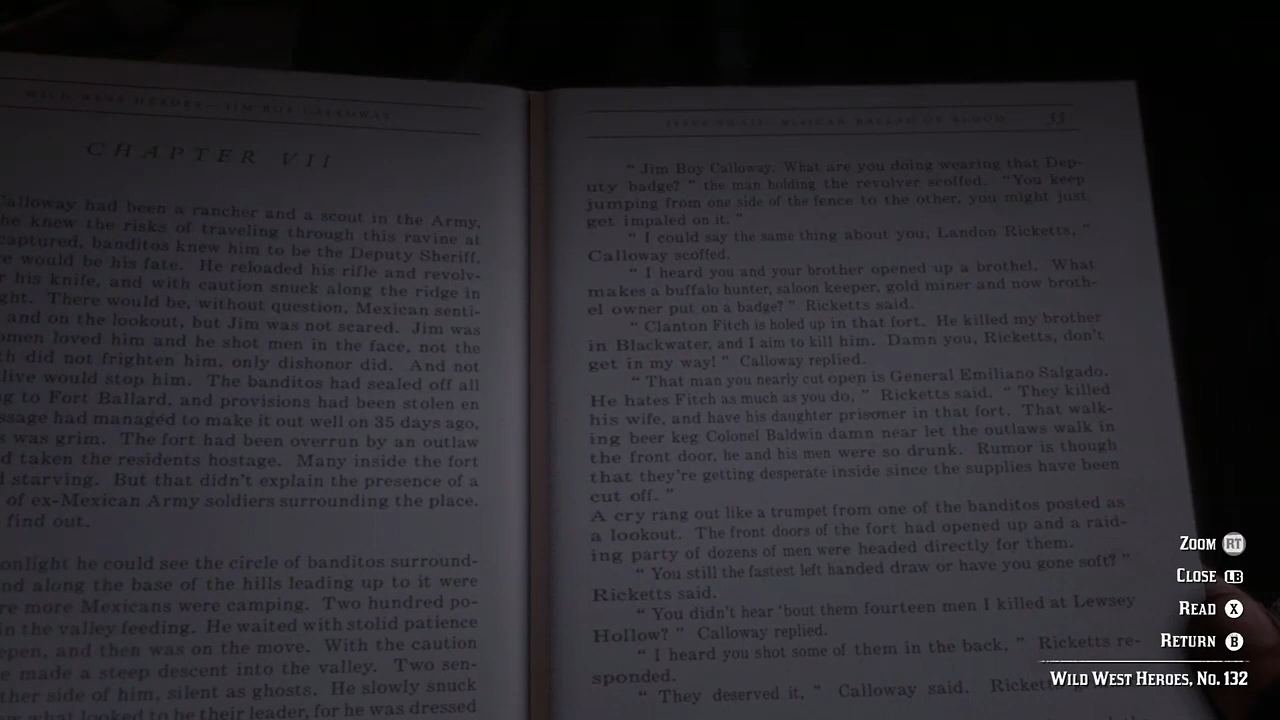 WILD WEST HEROES - JIM BOY CALLOWAY
CHAPTER VII
Calloway had been a rancher and a scout in the Army,
he knew the risks of traveling through this ravine at
captured, banditos knew him to be the Deputy Sheriff,
would be his fate. He reloaded his rifle and revolv-
his knife, and with caution snuck along the ridge in
There would be, without question, Mexican senti-
and on the lookout, but Jim was not scared. Jim was
loved him and he shot men in the face, not the
did not frighten him, only dishonor did. And not
alive would stop him. The banditos had sealed off all
to Fort Ballard, and provisions had been stolen en
had managed to make it out well on 35 days ago,
was grim. The fort had been overrun by an outlaw
taken the residents hostage. Many inside the fort
starving. But that didn't explain the presence of a
of ex-Mexican Army soldiers surrounding the place.
find out.
he could see the circle of banditos surround-
along the base of the hills leading up to it were
more Mexicans were camping. Two hundred po-
in the valley feeding. He waited with stolid patience
and then was on the move. With the caution
made a steep descent into the valley. Two sen-
side of him, silent as ghosts. He slowly snuck
what looked to be their leader, for he was dressed
BALLAD OF BLOOD 55
" Jim Boy Calloway. What are you doing wearing that Dep-
uty badge? " the man holding the revolver scoffed. "You keep
jumping from one side of the fence to the other, you might just
get impaled on it. "
" I could say the same thing about you, Landon Ricketts, "
Calloway scoffed.
" I heard you and your brother opened up a brothel. What
makes a buffalo hunter, saloon keeper, gold miner and now broth-
el owner put on a badge? " Ricketts said.
" Clanton Fitch is holed up in that fort. He killed my brother
in Blackwater, and I aim to kill him. Damn you, Ricketts, don't
get in my way! " Calloway replied.
" That man you nearly cut open is General Emiliano Salgado.
He hates Fitch as much as you do, " Ricketts said. " They killed
his wife, and have his daughter prisoner in that fort. That walk-
ing beer keg Colonel Baldwin damn near let the outlaws walk in
the front door, he and his men were so drunk. Rumor is though
that they're getting desperate inside since the supplies have been
cut off. "
A cry rang out like a trumpet from one of the banditos posted as
a lookout. The front doors of the fort had opened up and a raid-
ing party of dozens of men were headed directly for them.
" You still the fastest left handed draw or have you gone soft? "
Ricketts said.
" You didn't hear 'bout them fourteen men I killed at Lewsey
Hollow? " Calloway replied.
" I heard you shot some of them in the back, " Ricketts re-
sponded.
" They deserved it, " Calloway said.
ZOOM RT
CLOSE LB
READ X
RETURN B
WILD WEST HEROES, NO. 132